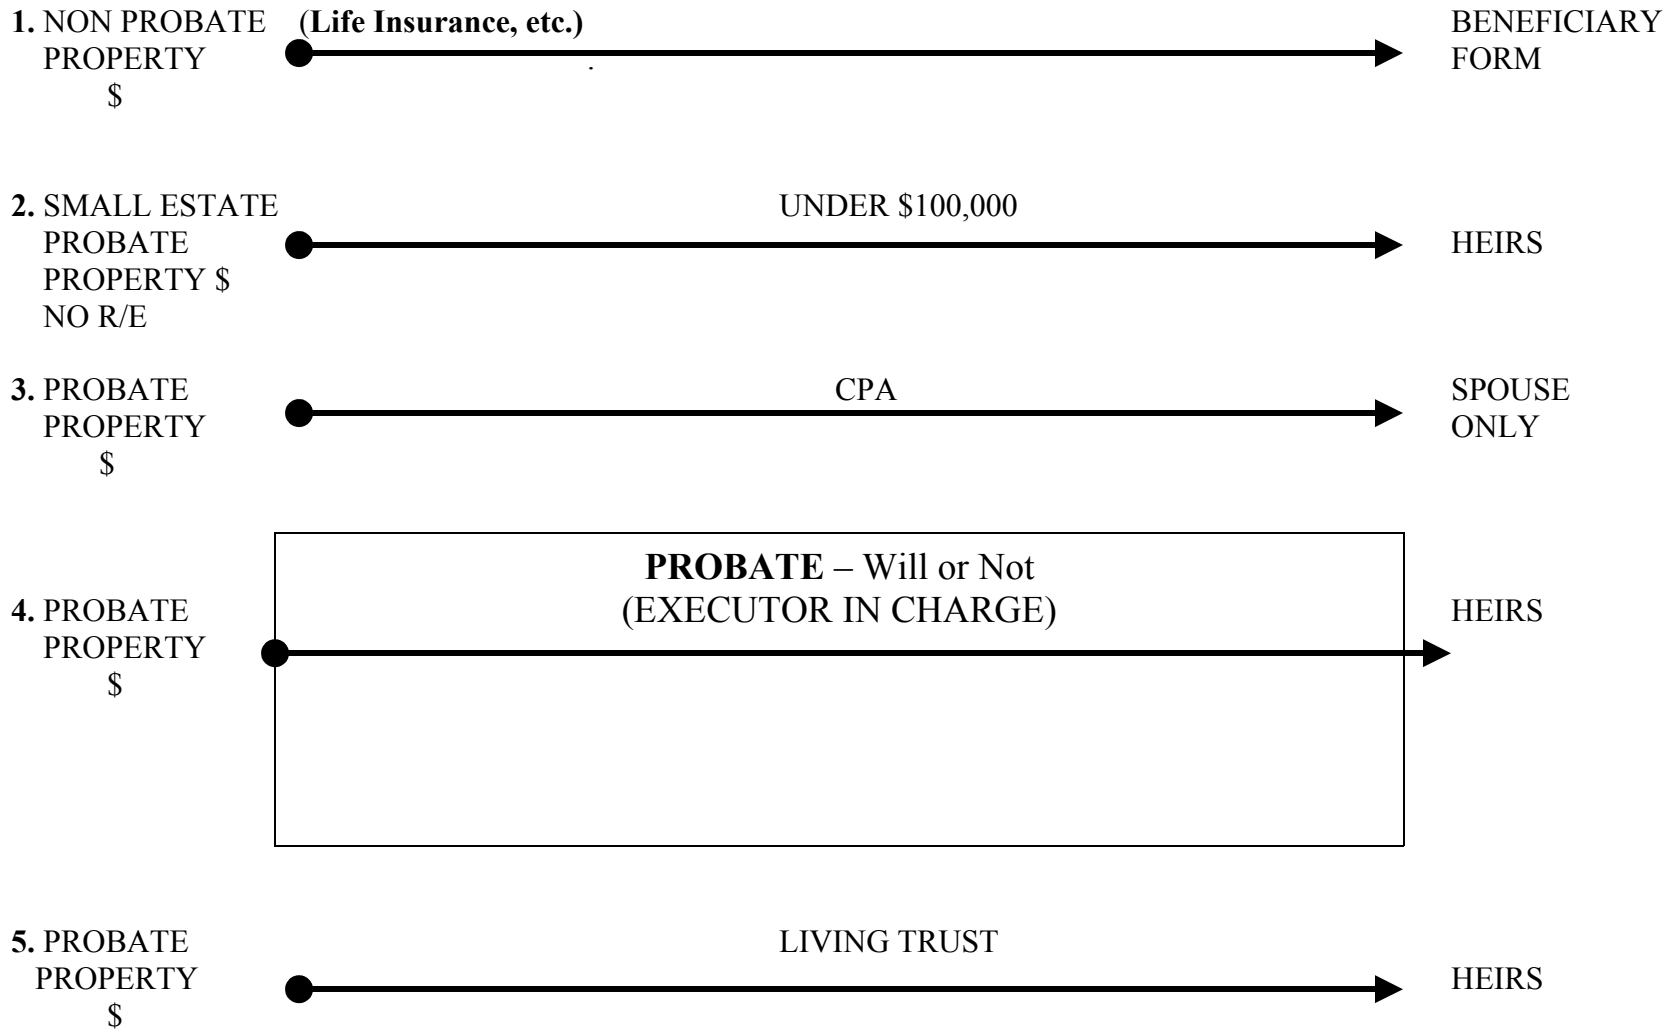 1. NON PROBATE (Life Insurance, etc.) BENEFICIARY
PROPERTY FORM
$
2. SMALL ESTATE UNDER $100,000
PROBATE HEIRS
PROPERTY $
NO R/E
3. PROBATE CPA SPOUSE
PROPERTY ONLY
$
PROBATE – Will or Not
4. PROBATE (EXECUTOR IN CHARGE) HEIRS
PROPERTY
$
5. PROBATE LIVING TRUST
PROPERTY HEIRS
$